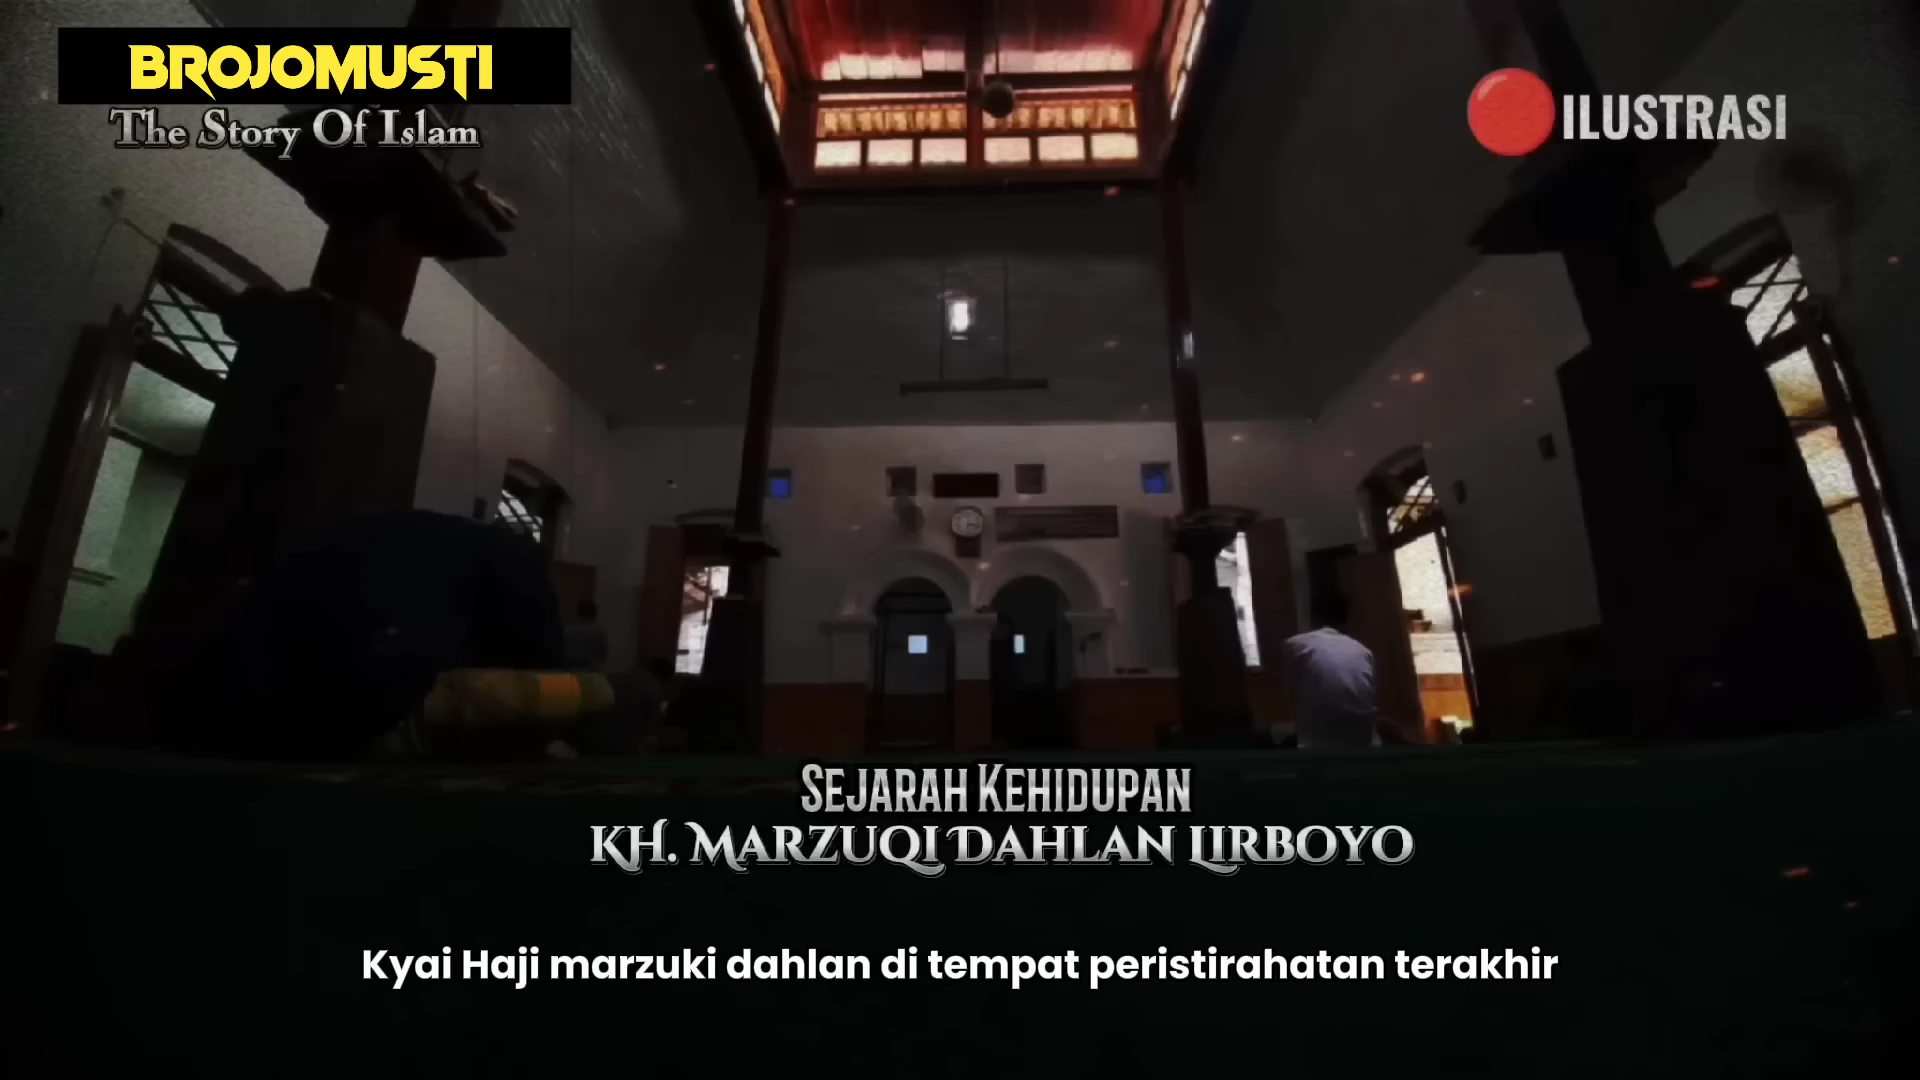 BROJOMUSTI
The Story Of Islam
ILUSTRASI
SEJARAH KEHIDUPAN
KH. MARZUQI DAHLAN LIRBOYO
Kyai Haji marzuki dahlan di tempat peristirahatan terakhir